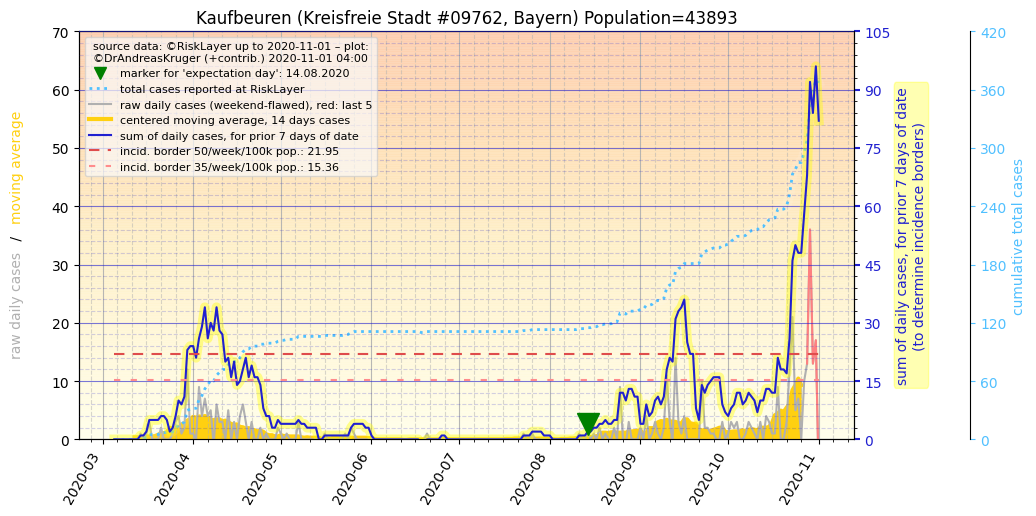 Kaufbeuren (Kreisfreie Stadt #09762, Bayern) Population=43893
source data: ©RiskLayer up to 2020-11-01 – plot:
©DrAndreasKruger (+contrib.) 2020-11-01 04:00
marker for 'expectation day': 14.08.2020
total cases reported at RiskLayer
raw daily cases (weekend-flawed), red: last 5
centered moving average, 14 days cases
sum of daily cases, for prior 7 days of date
incid. border 50/week/100k pop.: 21.95
incid. border 35/week/100k pop.: 15.36
raw daily cases / moving average
70
60
50
40
30
20
10
0
105
90
75
60
45
30
15
0
sum of daily cases, for prior 7 days of date
(to determine incidence borders)
420
360
300
240
180
120
60
0
cumulative total cases
2020-03
2020-04
2020-05
2020-06
2020-07
2020-08
2020-09
2020-10
2020-11